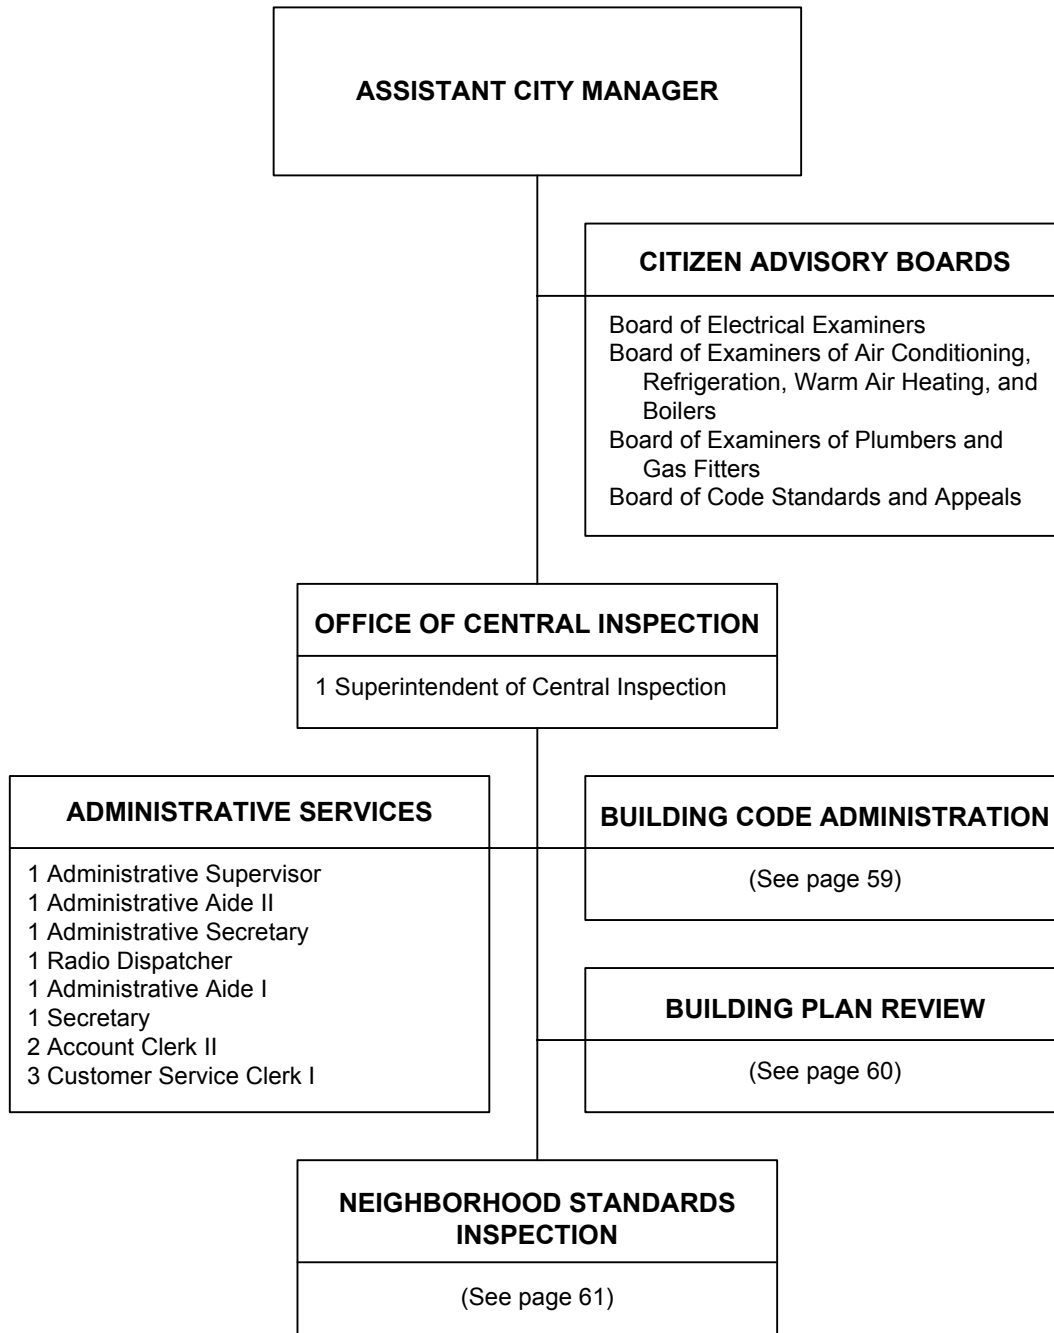 ASSISTANT CITY MANAGER
CITIZEN ADVISORY BOARDS
Board of Electrical Examiners
Board of Examiners of Air Conditioning,
Refrigeration, Warm Air Heating, and
Boilers
Board of Examiners of Plumbers and
Gas Fitters
Board of Code Standards and Appeals
OFFICE OF CENTRAL INSPECTION
1 Superintendent of Central Inspection
ADMINISTRATIVE SERVICES
1 Administrative Supervisor
1 Administrative Aide II
1 Administrative Secretary
1 Radio Dispatcher
1 Administrative Aide I
1 Secretary
2 Account Clerk II
3 Customer Service Clerk I
BUILDING CODE ADMINISTRATION
(See page 59)
BUILDING PLAN REVIEW
(See page 60)
NEIGHBORHOOD STANDARDS
INSPECTION
(See page 61)